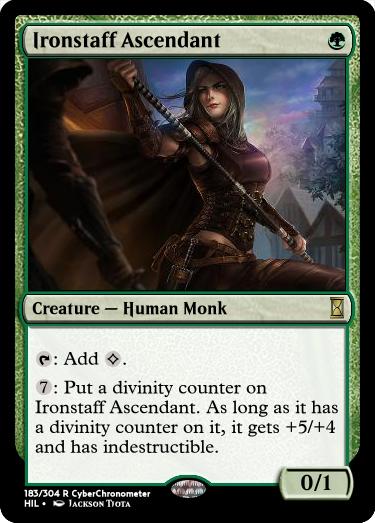 Ironstaff Ascendant
Creature — Human Monk
: Add .
7: Put a divinity counter on
Ironstaff Ascendant. As long as it has
a divinity counter on it, it gets +5/+4
and has indestructible.
0/1
183/304 R CyberChronometer
HIL • Jackson Tjota